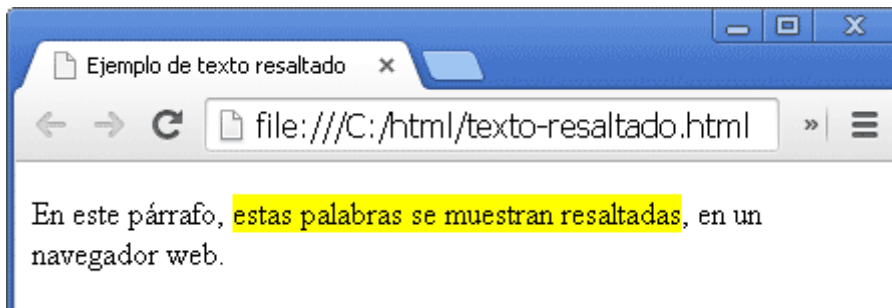 Ejemplo de texto resaltado
file:///C:/html/texto-resaltado.html
En este párrafo, estas palabras se muestran resaltadas, en un
navegador web.